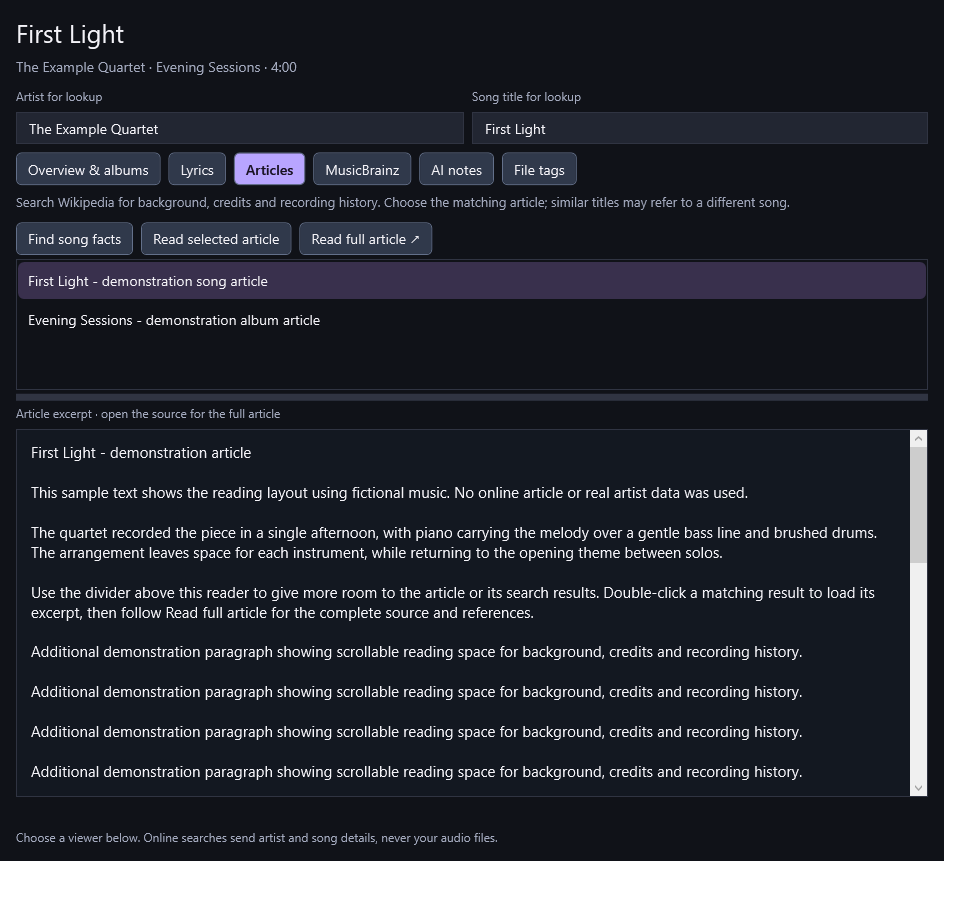 First Light
The Example Quartet · Evening Sessions · 4:00
Artist for lookup
Song title for lookup
The Example Quartet
First Light
Overview & albums
Lyrics
Articles
MusicBrainz
AI notes
File tags
Search Wikipedia for background, credits and recording history. Choose the matching article; similar titles may refer to a different song.
Find song facts
Read selected article
Read full article ↗
First Light - demonstration song article
Evening Sessions - demonstration album article
Article excerpt · open the source for the full article
First Light - demonstration article
This sample text shows the reading layout using fictional music. No online article or real artist data was used.
The quartet recorded the piece in a single afternoon, with piano carrying the melody over a gentle bass line and brushed drums.
The arrangement leaves space for each instrument, while returning to the opening theme between solos.
Use the divider above this reader to give more room to the article or its search results. Double-click a matching result to load its
excerpt, then follow Read full article for the complete source and references.
Additional demonstration paragraph showing scrollable reading space for background, credits and recording history.
Additional demonstration paragraph showing scrollable reading space for background, credits and recording history.
Additional demonstration paragraph showing scrollable reading space for background, credits and recording history.
Additional demonstration paragraph showing scrollable reading space for background, credits and recording history.
Choose a viewer below. Online searches send artist and song details, never your audio files.